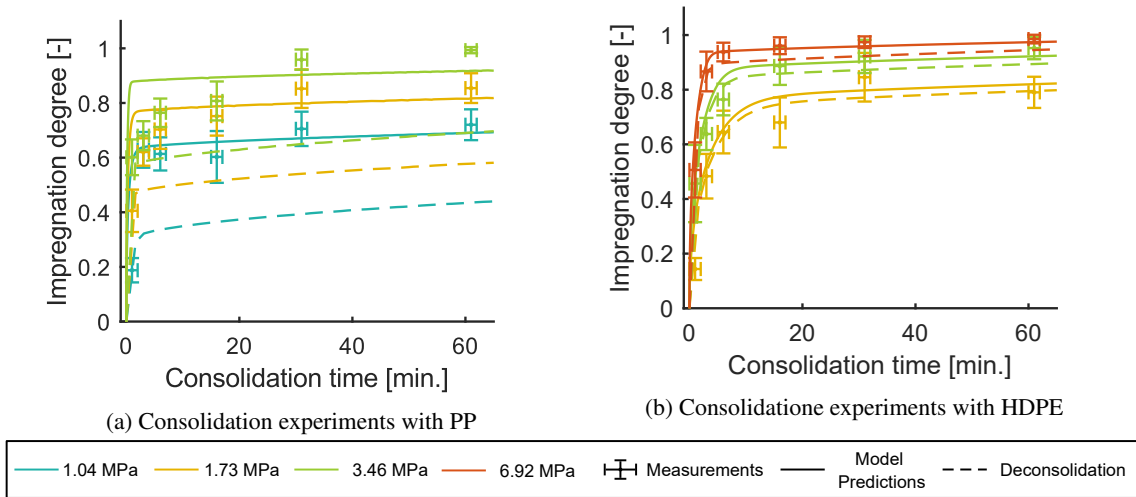 Impregnation degree [-]
1
0.8
0.6
0.4
0.2
0
0
20
40
60
Consolidation time [min.]
(a) Consolidation experiments with PP
Impregnation degree [-]
1
0.8
0.6
0.4
0.2
0
0
20
40
60
Consolidation time [min.]
(b) Consolidatione experiments with HDPE
1.04 MPa
1.73 MPa
3.46 MPa
6.92 MPa
Measurements
Model
Predictions
Deconsolidation